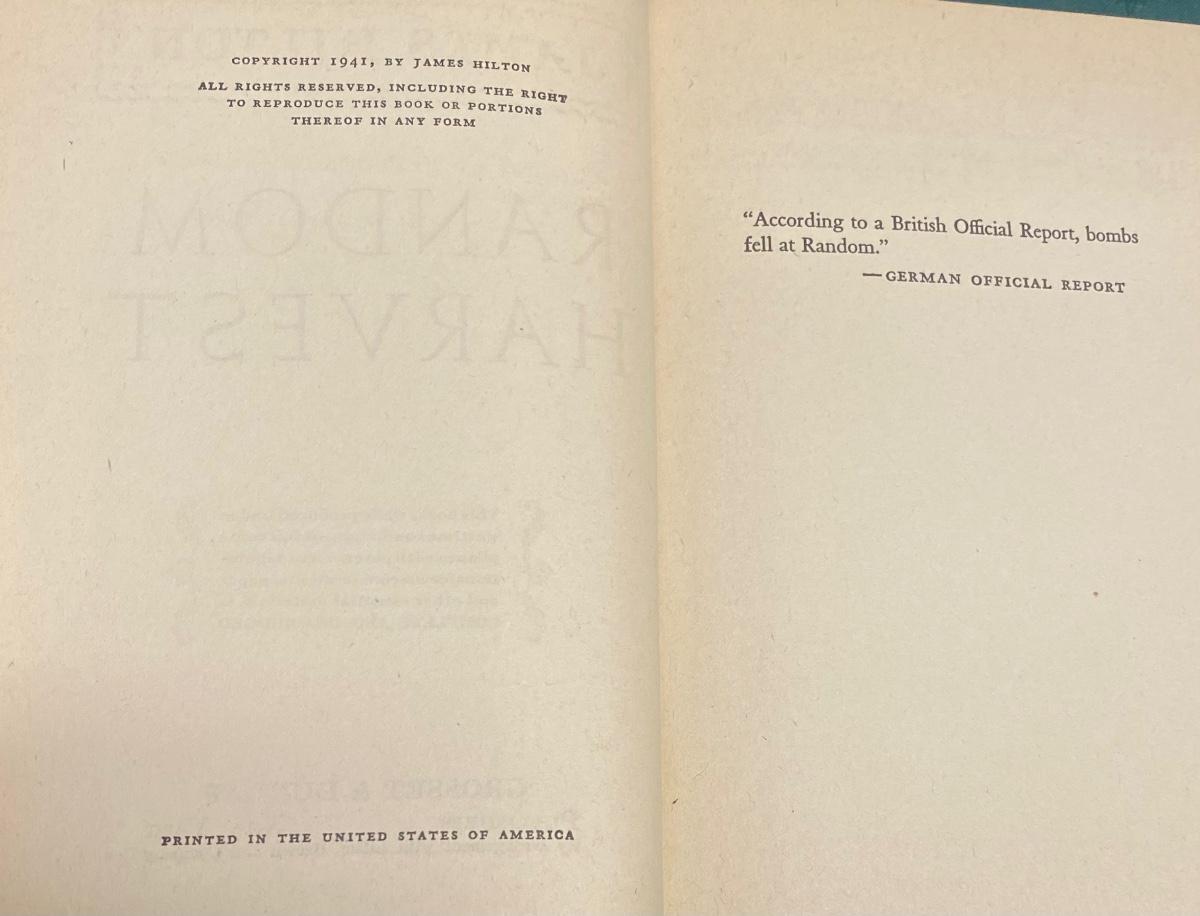 COPYRIGHT 1941, BY JAMES HILTON
ALL RIGHTS RESERVED, INCLUDING THE RIGHT
TO REPRODUCE THIS BOOK OR PORTIONS
THEREOF IN ANY FORM
RANDOM
HARVEST
PRINTED IN THE UNITED STATES OF AMERICA
“According to a British Official Report, bombs
fell at Random.”
—GERMAN OFFICIAL REPORT